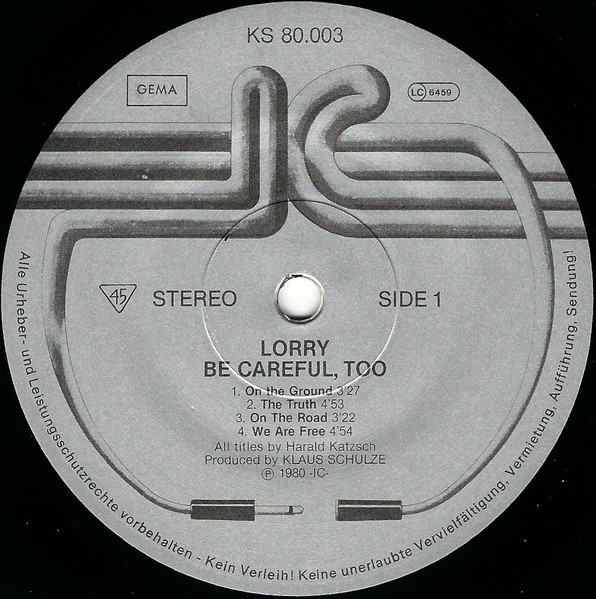 KS 80.003
GEMA
LC 6459
IC
45
STEREO
SIDE 1
LORRY
BE CAREFUL, TOO
1. On the Ground 3'27
2. The Truth 4'53
3. On The Road 3'22
4. We Are Free 4'54
All titles by Harald Katzsch
Produced by KLAUS SCHULZE
℗ 1980 -IC-
Alle Urheber- und Leistungsschutzrechte vorbehalten - Kein Verleih! Keine unerlaubte Vervielfältigung, Vermietung, Aufführung, Sendung!